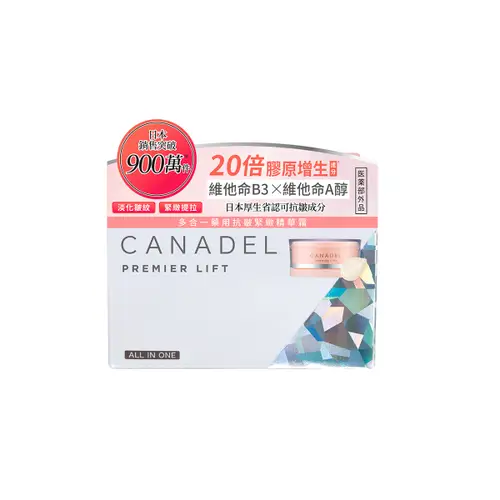 日本
銷售突破
900萬件
淡化皺紋
緊緻提拉
20倍膠原增生
維他命B3×維他命A醇
日本厚生省認可抗皺成分
医薬部外品
多合一藥用抗皺緊緻精華霜
CANADEL
PREMIER LIFT
CANADEL
ALL IN ONE